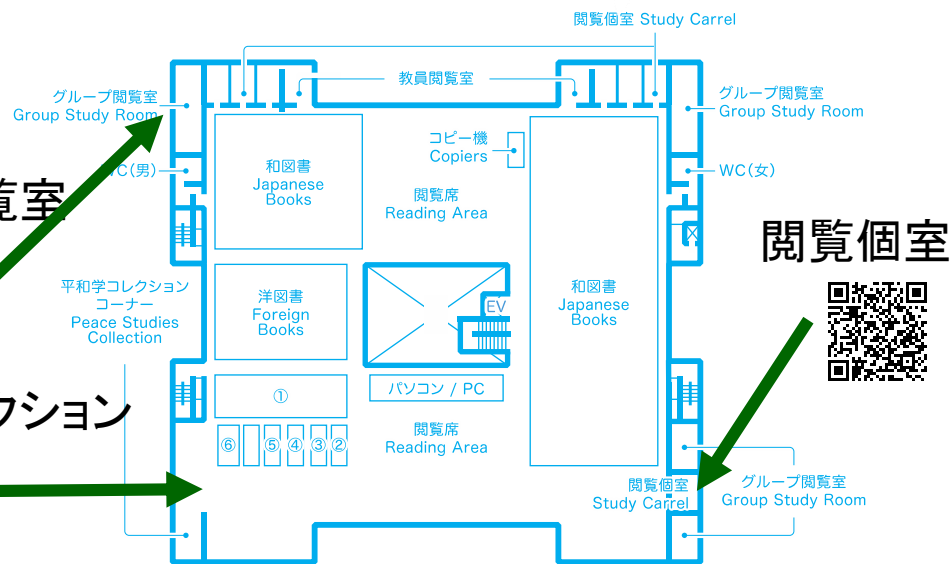 閲覧個室 Study Carrel
教員閲覧室
グループ閲覧室
Group Study Room
グループ閲覧室
Group Study Room
コピー機
Copiers
和図書
Japanese
Books
WC(男)
WC(女)
閲覧席
Reading Area
覧室
閲覧個室
平和学コレクション
コーナー
Peace Studies
Collection
洋図書
Foreign
Books
EV
和図書
Japanese
Books
パソコン / PC
①
クション
閲覧席
Reading Area
⑥ ⑤ ④ ③ ②
閲覧個室
Study Carrel
グループ閲覧室
Group Study Room